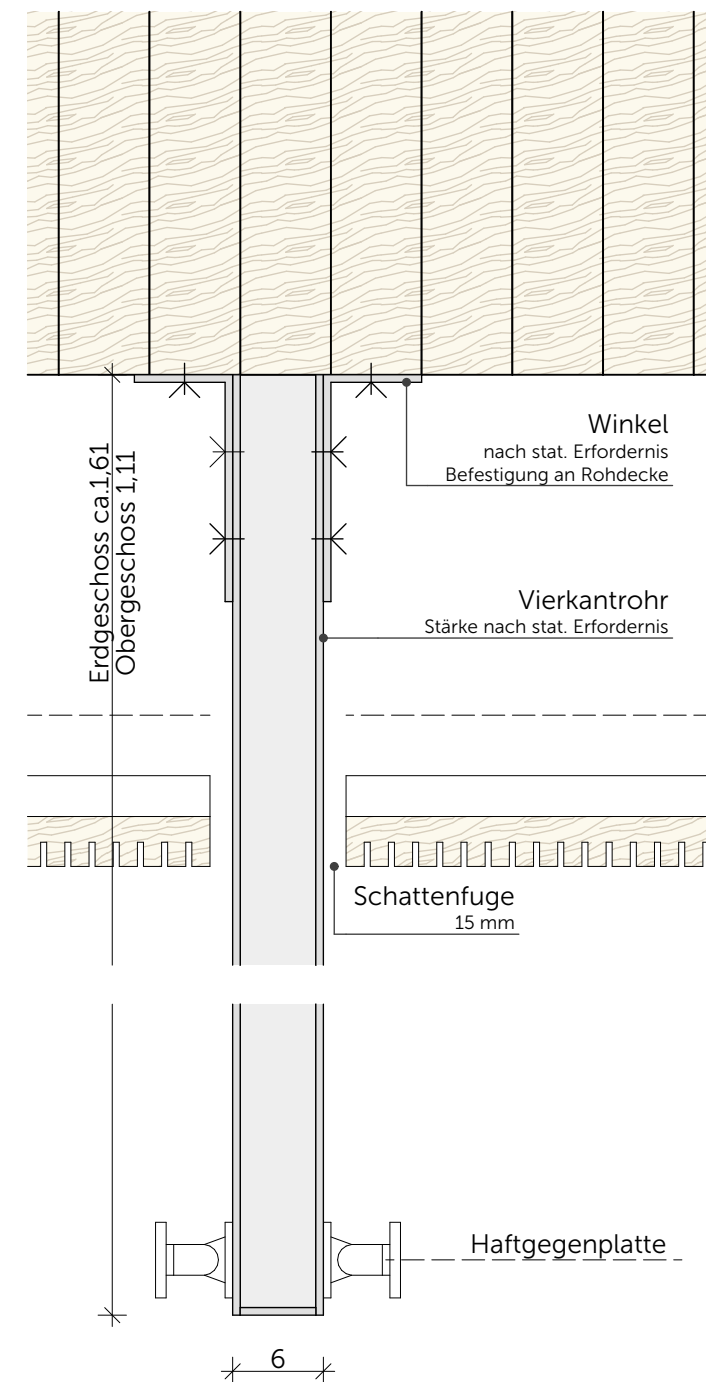 Winkel
nach stat. Erfordernis
Befestigung an Rohdecke
Erdgeschoss ca.1,61
Obergeschoss 1,11
Vierkantrohr
Stärke nach stat. Erfordernis
Schattenfuge
15 mm
Haftgegenplatte
6